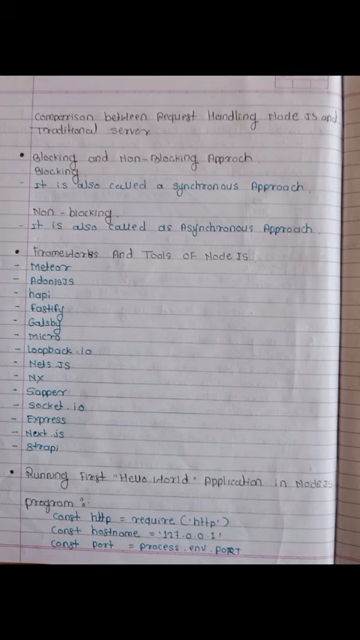 Comparison between Request Handling Node JS and
Traditional server
• Blocking and Non-Blocking Approach
Blocking
- It is also called a synchronous Approach.
Non-blocking.
- It is also called as Asynchronous Approach.
• Frameworks And Tools OF Node JS.
- Meteor
- AdonisJS
- hapi
- fastify
- Gatsby
- micro
- Loopback.io
- Nets JS
- NX
- Sapper
- Socket.io
- Express
- Next js
- Strapi
• Running First "Hello World" Application in NodeJS
program:
const http = require ('http')
const hostname = '127.0.0.1'
const port = process.env.port